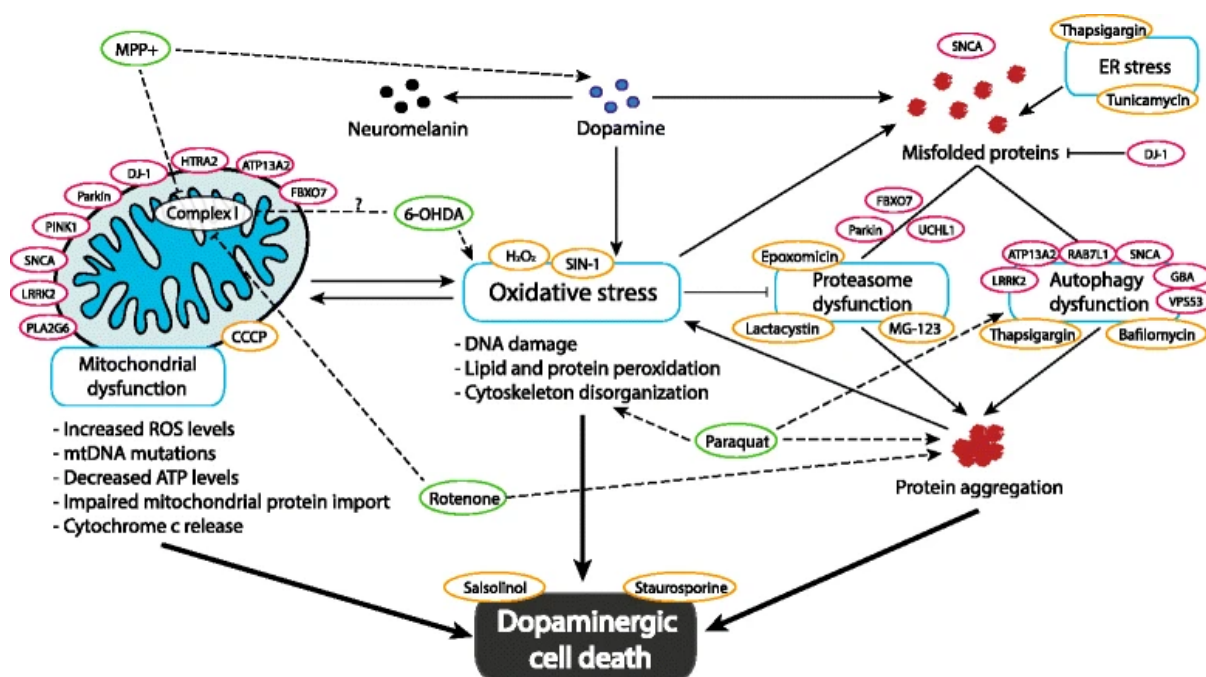 MPP+
SNCA
Thapsigargin
ER stress
Tunicamycin
Neuromelanin
Dopamine
Misfolded proteins
DJ-1
HTRA2
ATP13A2
DJ-1
FBXO7
Parkin
PINK1
SNCA
LRRK2
PLA2G6
Complex I
CCCP
?
6-OHDA
Mitochondrial
dysfunction
- Increased ROS levels
- mtDNA mutations
- Decreased ATP levels
- Impaired mitochondrial protein import
- Cytochrome c release
H₂O₂
SIN-1
Oxidative stress
- DNA damage
- Lipid and protein peroxidation
- Cytoskeleton disorganization
FBXO7
Parkin
UCHL1
Epoxomicin
Proteasome
dysfunction
Lactacystin
MG-123
ATP13A2
RAB7L1
SNCA
LRRK2
GBA
VPS53
Autophagy
dysfunction
Thapsigargin
Bafilomycin
Paraquat
Rotenone
Protein aggregation
Salsolinol
Staurosporine
Dopaminergic
cell death